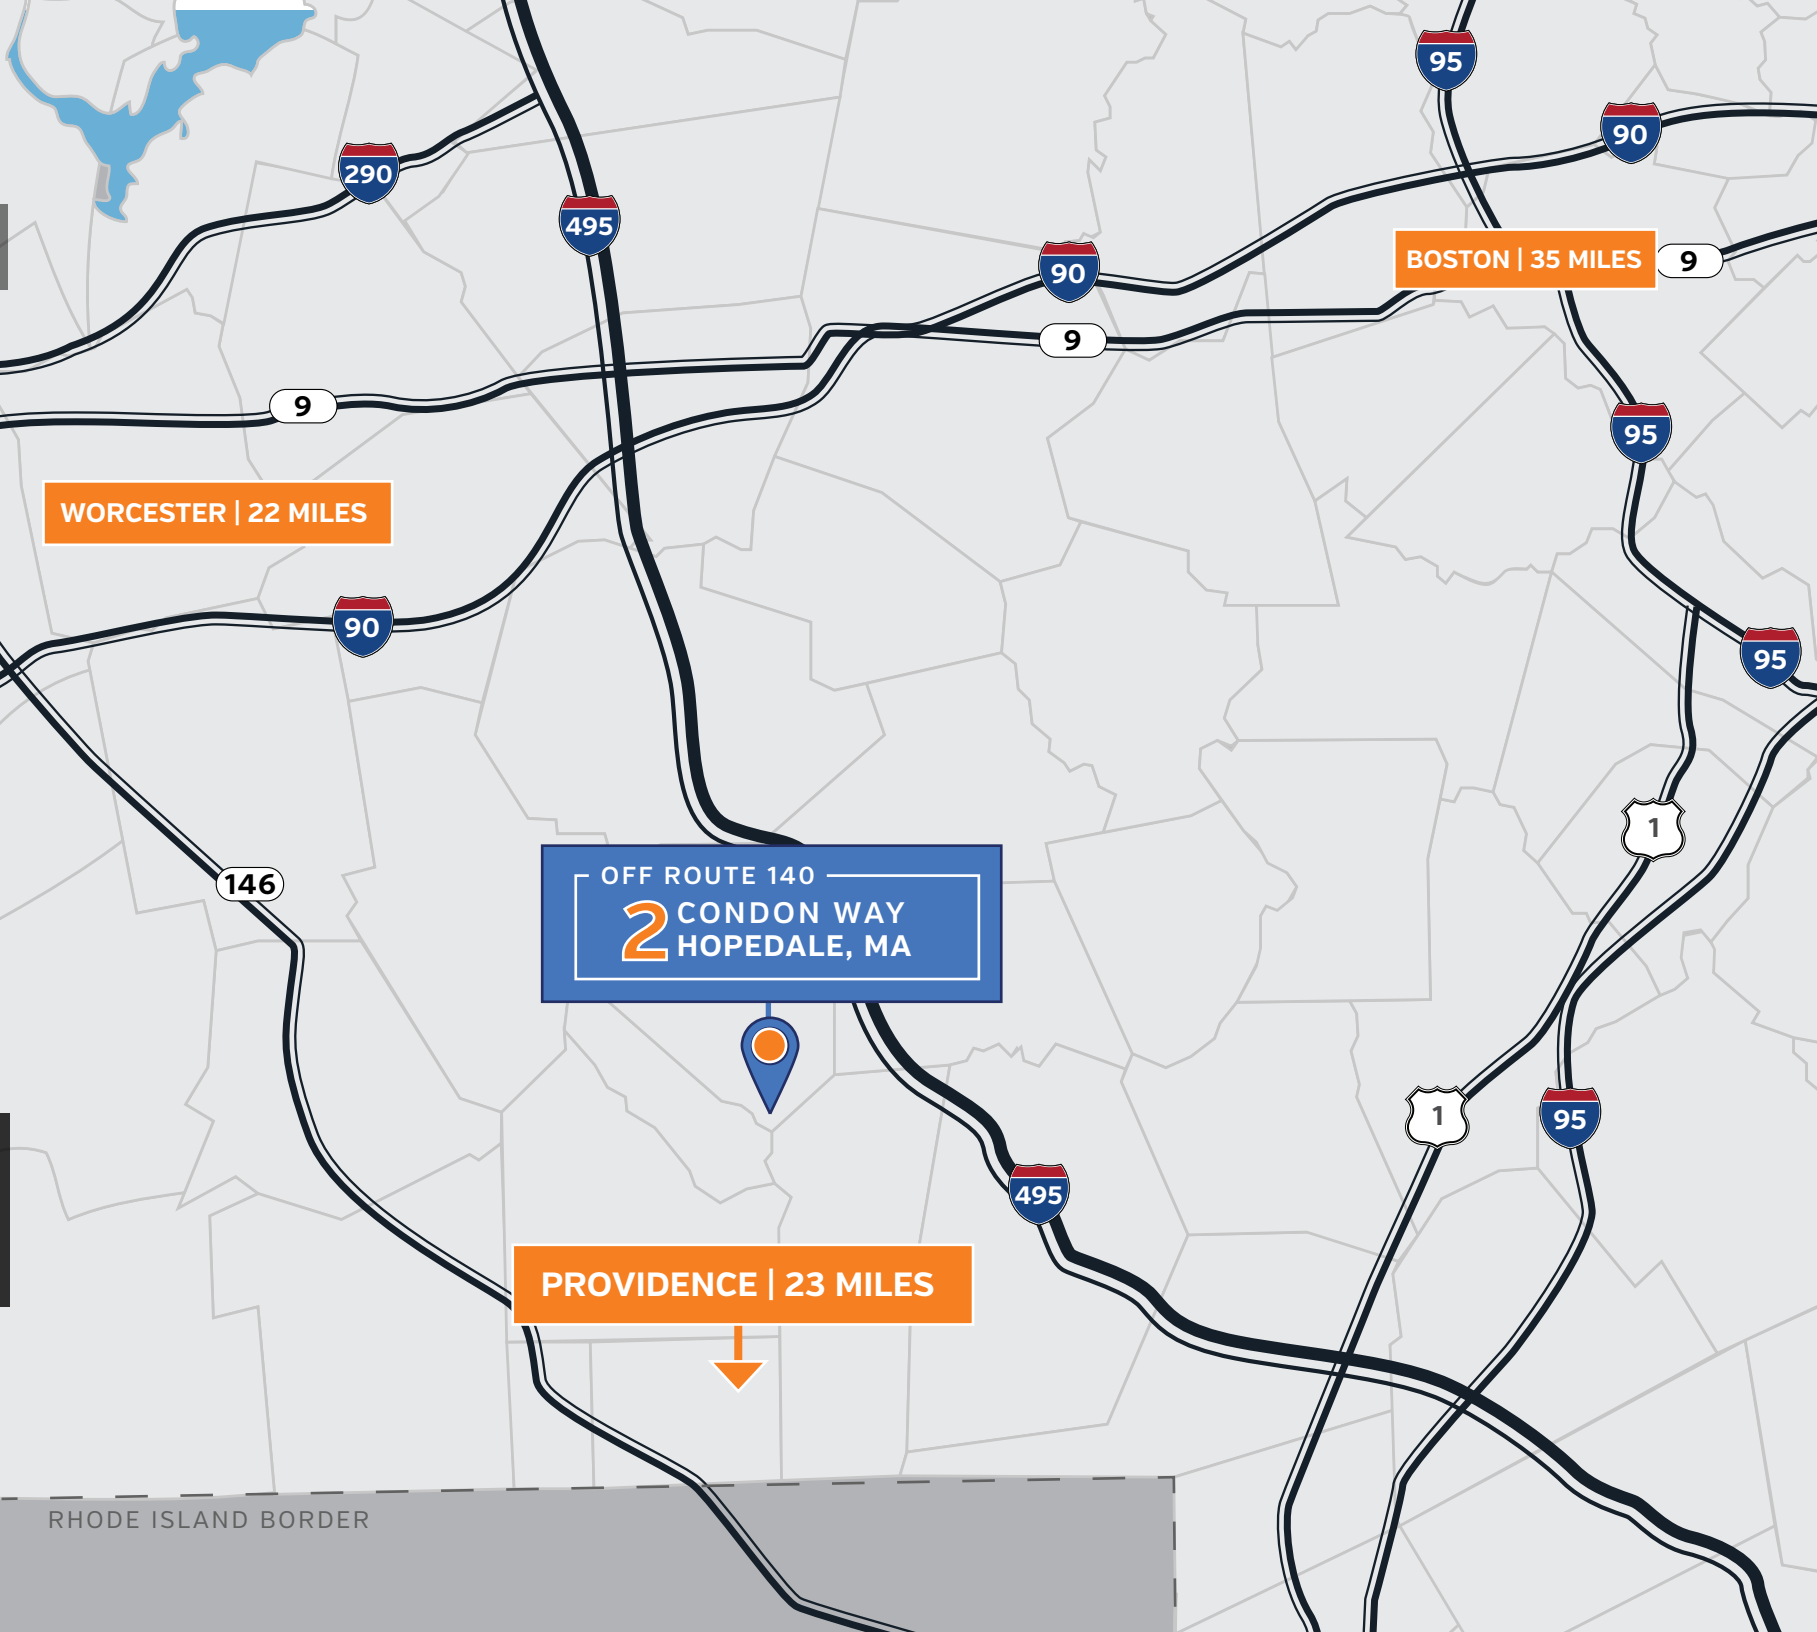 95
90
290
495
90
BOSTON | 35 MILES
9
9
9
95
WORCESTER | 22 MILES
90
95
1
146
OFF ROUTE 140
2 CONDON WAY
HOPEDALE, MA
1
95
495
PROVIDENCE | 23 MILES
RHODE ISLAND BORDER